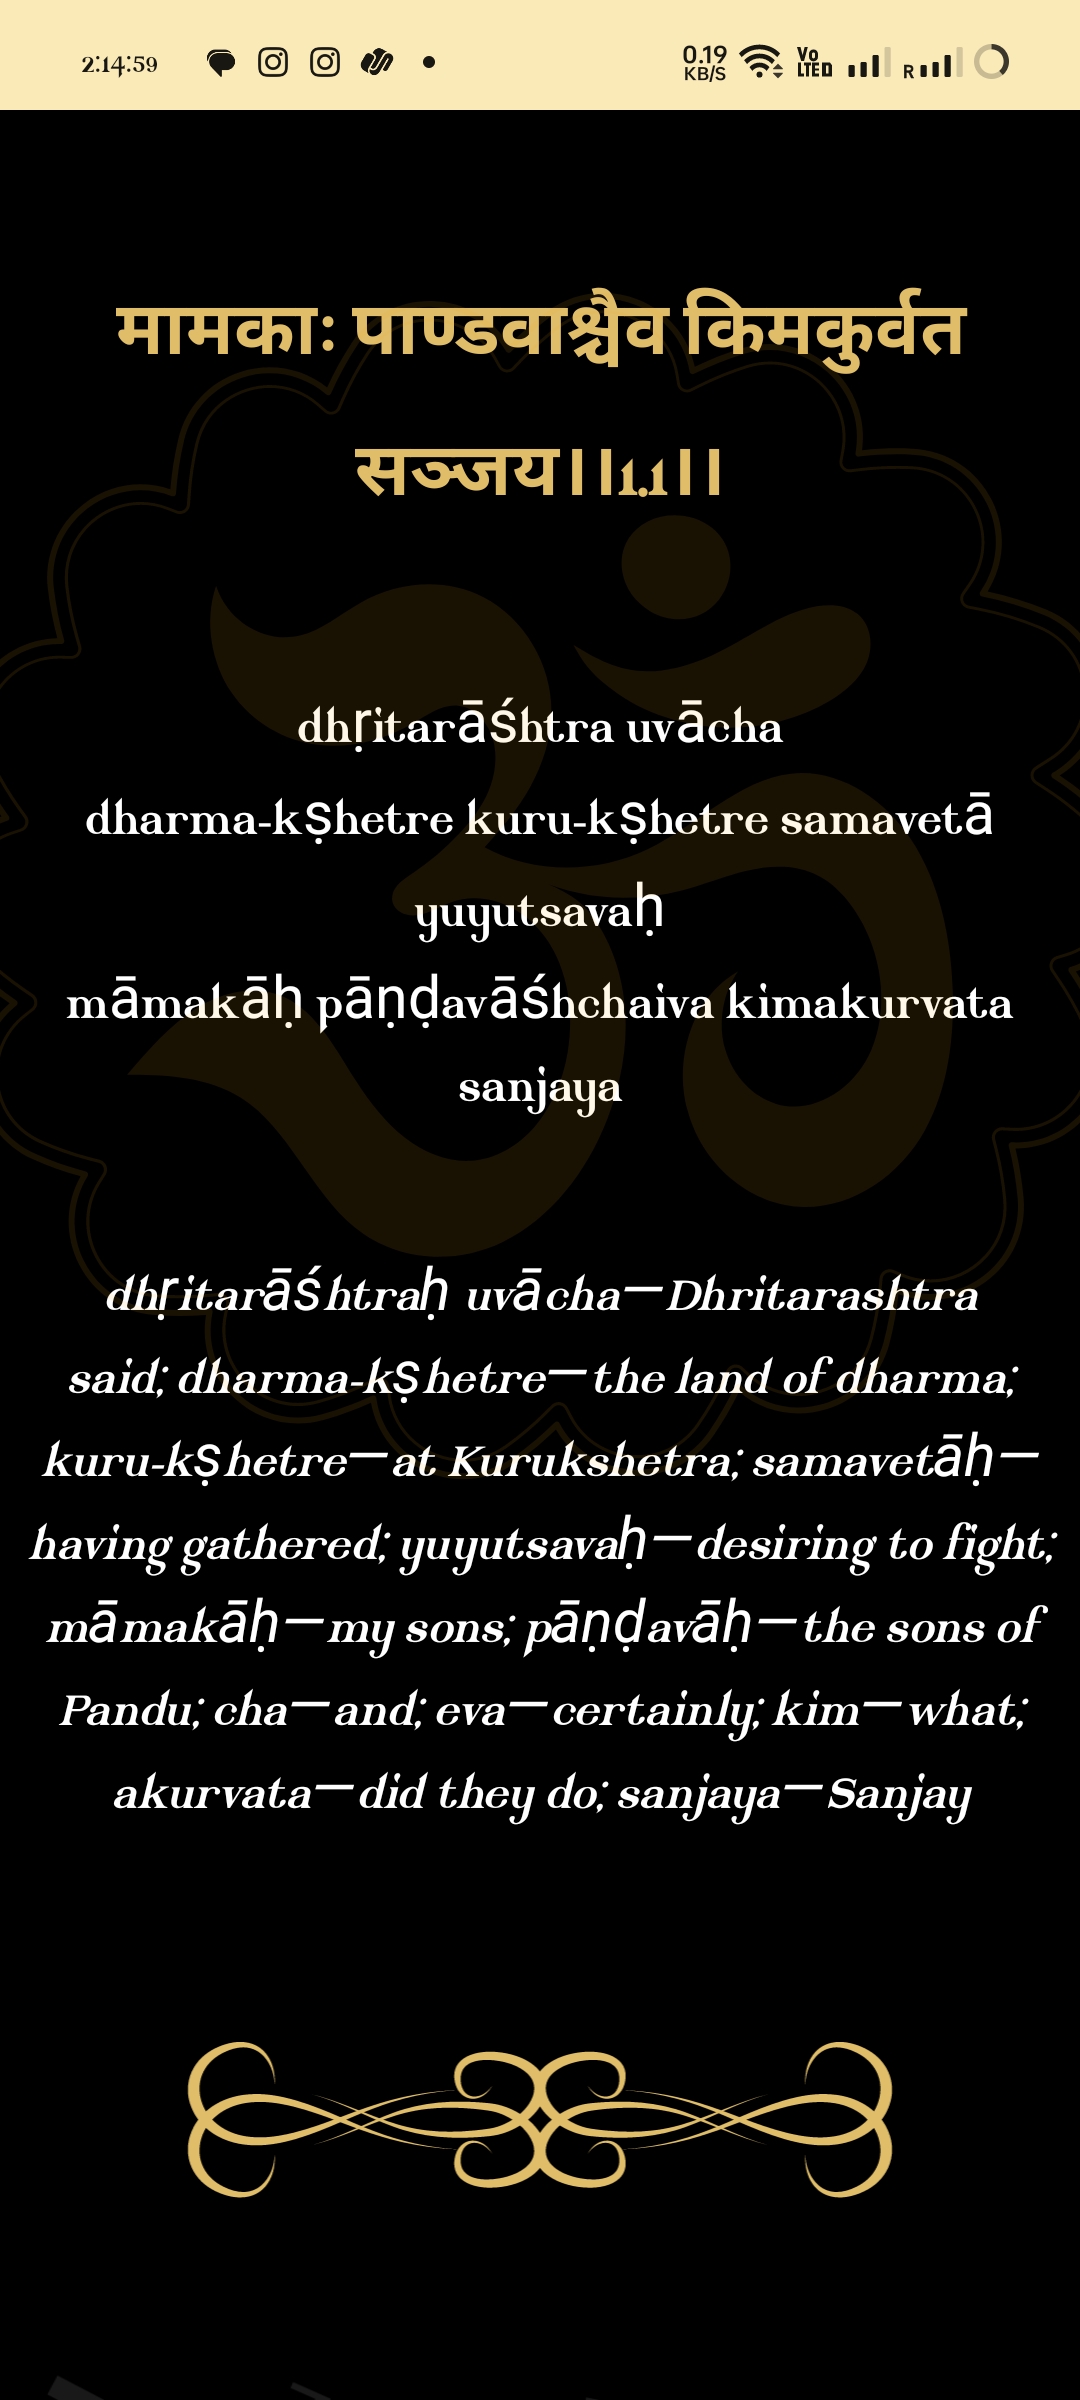 2:14:59 0.19 KB/S Vo LTE D R
मामकाः पाण्डवाश्चैव किमकुर्वत
सञ्जय।।1.1।।
dhṛitarāśhtra uvācha
dharma-kṣhetre kuru-kṣhetre samavetā
yuyutsavaḥ
māmakāḥ pāṇḍavāśhchaiva kimakurvata
sanjaya
dhṛitarāśhtraḥ uvācha—Dhritarashtra
said; dharma-kṣhetre—the land of dharma;
kuru-kṣhetre—at Kurukshetra; samavetāḥ—
having gathered; yuyutsavaḥ—desiring to fight;
māmakāḥ—my sons; pāṇḍavāḥ—the sons of
Pandu; cha—and; eva—certainly; kim—what;
akurvata—did they do; sanjaya—Sanjay